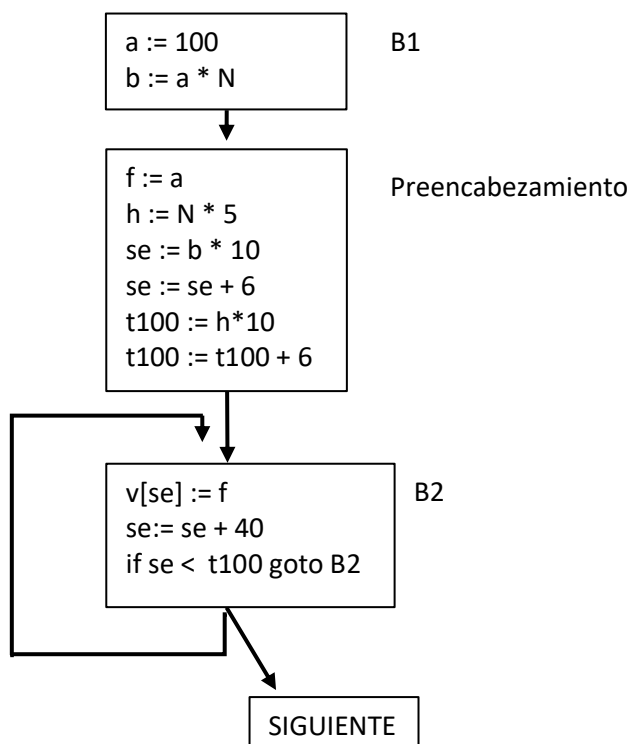 a := 100
b := a * N
B1
f := a
h := N * 5
se := b * 10
se := se + 6
t100 := h*10
t100 := t100 + 6
Preencabezamiento
v[se] := f
se:= se + 40
if se < t100 goto B2
B2
SIGUIENTE